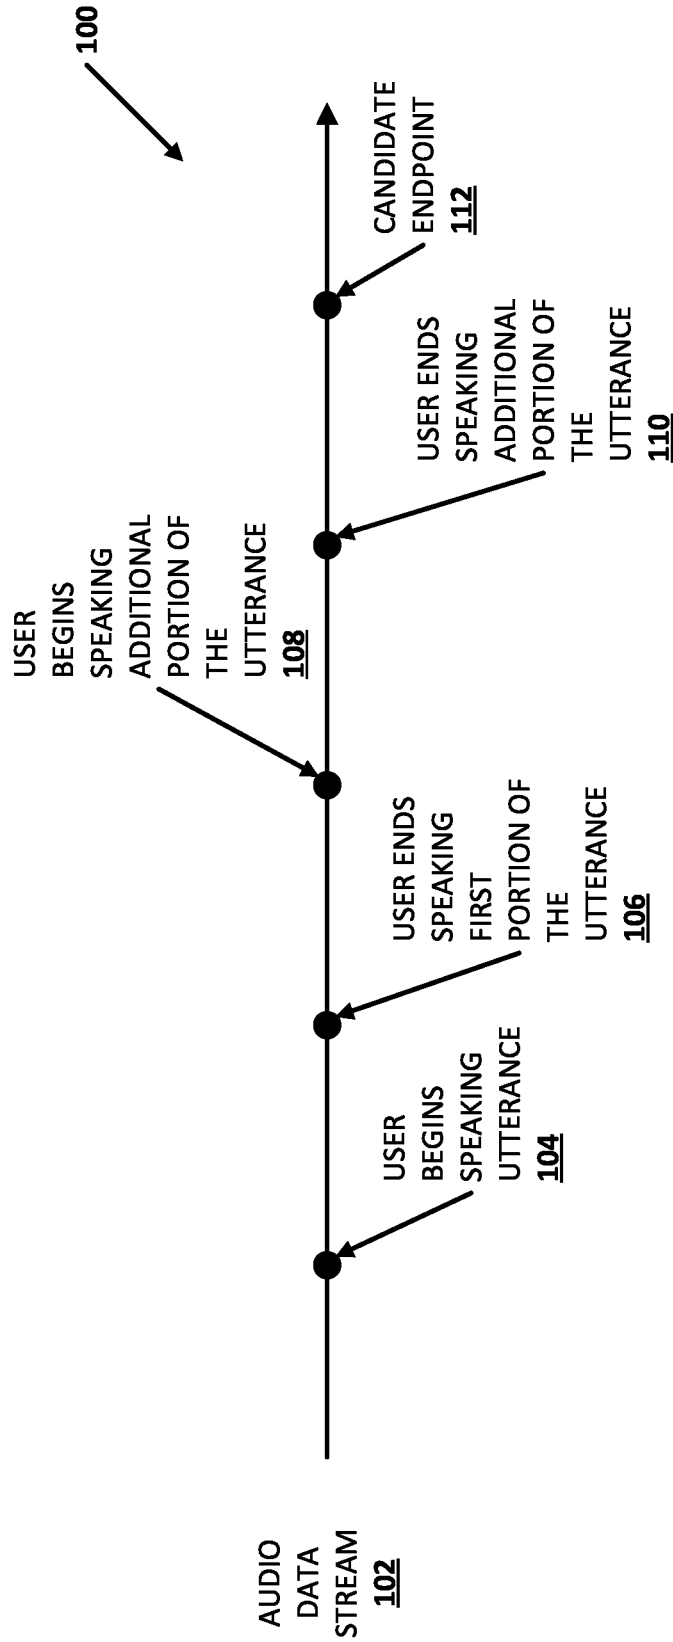 100
AUDIO
DATA
STREAM
102
USER
BEGINS
SPEAKING
UTTERANCE
104
USER ENDS
SPEAKING
FIRST
PORTION OF
THE
UTTERANCE
106
USER
BEGINS
SPEAKING
ADDITIONAL
PORTION OF
THE
UTTERANCE
108
USER ENDS
SPEAKING
ADDITIONAL
PORTION OF
THE
UTTERANCE
110
CANDIDATE
ENDPOINT
112